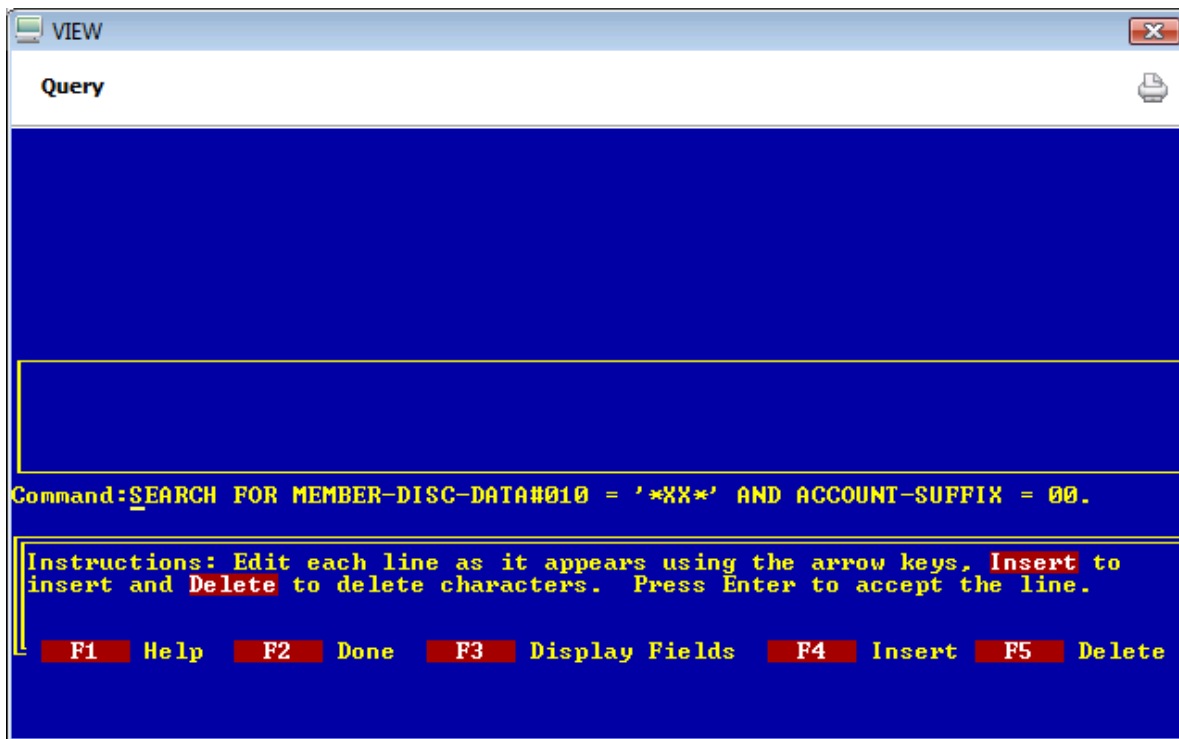 VIEW
Query
Command:SEARCH FOR MEMBER-DISC-DATA#010 = '*XX*' AND ACCOUNT-SUFFIX = 00.
Instructions: Edit each line as it appears using the arrow keys, Insert to
insert and Delete to delete characters.  Press Enter to accept the line.
F1 Help F2 Done F3 Display Fields F4 Insert F5 Delete